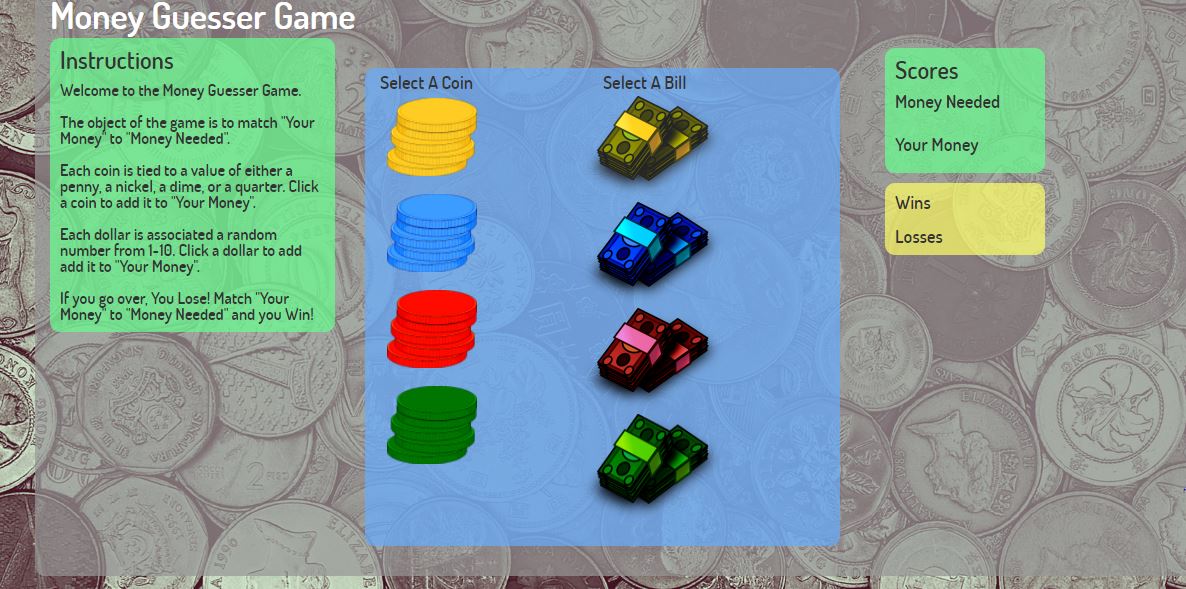 Money Guesser Game
Instructions
Welcome to the Money Guesser Game.
The object of the game is to match "Your
Money" to "Money Needed".
Each coin is tied to a value of either a
penny, a nickel, a dime, or a quarter. Click
a coin to add it to "Your Money".
Each dollar is associated a random
number from 1-10. Click a dollar to add
add it to "Your Money".
If you go over, You Lose! Match "Your
Money" to "Money Needed" and you Win!
Select A Coin
Select A Bill
Scores
Money Needed
Your Money
Wins
Losses